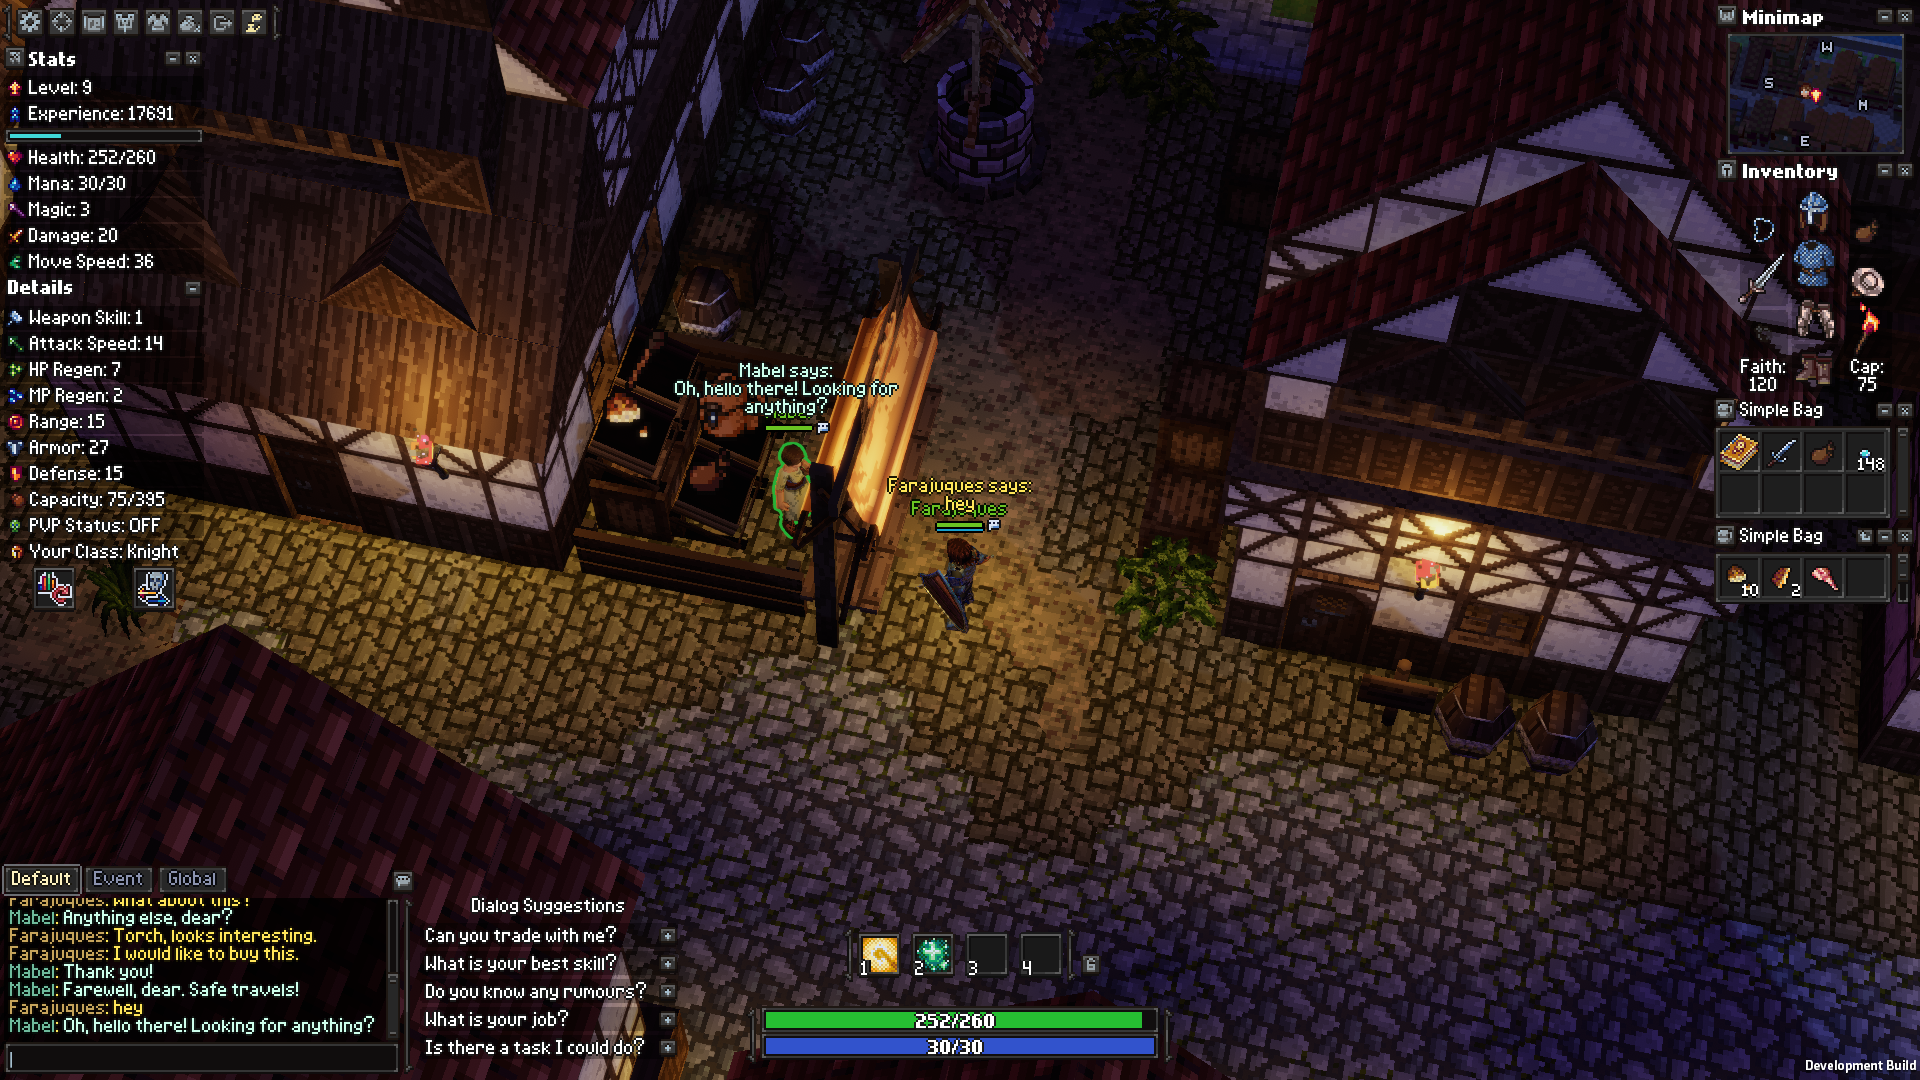 Stats
Level: 9
Experience: 17691
Health: 252/260
Mana: 30/30
Magic: 3
Damage: 20
Move Speed: 36
Details
Weapon Skill: 1
Attack Speed: 14
HP Regen: 7
MP Regen: 2
Range: 15
Armor: 27
Defense: 15
Capacity: 75/395
PVP Status: OFF
Your Class: Knight
Mabel says:
Oh, hello there! Looking for
anything?
Farajuques says:
hey
Farajuques
Minimap
W
S
N
E
Inventory
Faith:
120
Cap:
75
Simple Bag
148
Simple Bag
10
2
Default
Event
Global
Farajuques: What about this?
Mabel: Anything else, dear?
Farajuques: Torch, looks interesting.
Farajuques: I would like to buy this.
Mabel: Thank you!
Mabel: Farewell, dear. Safe travels!
Farajuques: hey
Mabel: Oh, hello there! Looking for anything?
Dialog Suggestions
Can you trade with me?
What is your best skill?
Do you know any rumours?
What is your job?
Is there a task I could do?
1
2
3
4
252/260
30/30
Development Build